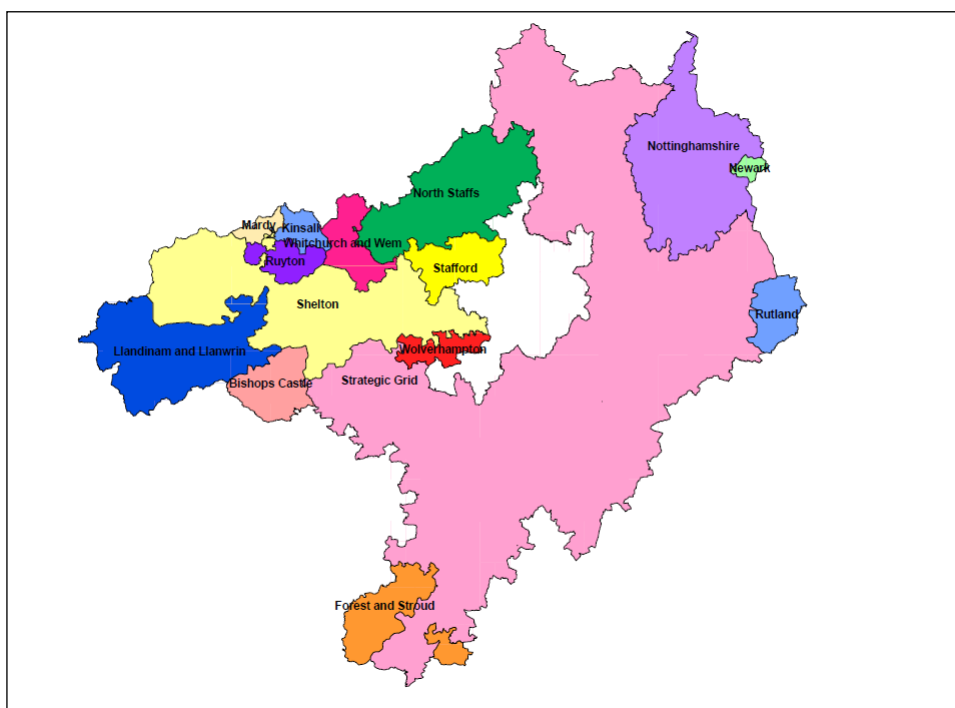 Nottinghamshire
Newark
North Staffs
Mardy
Kinsall
Whitchurch and Wem
Ruyton
Stafford
Shelton
Rutland
Llandinam and Llanwrin
Wolverhampton
Bishops Castle
Strategic Grid
Forest and Stroud